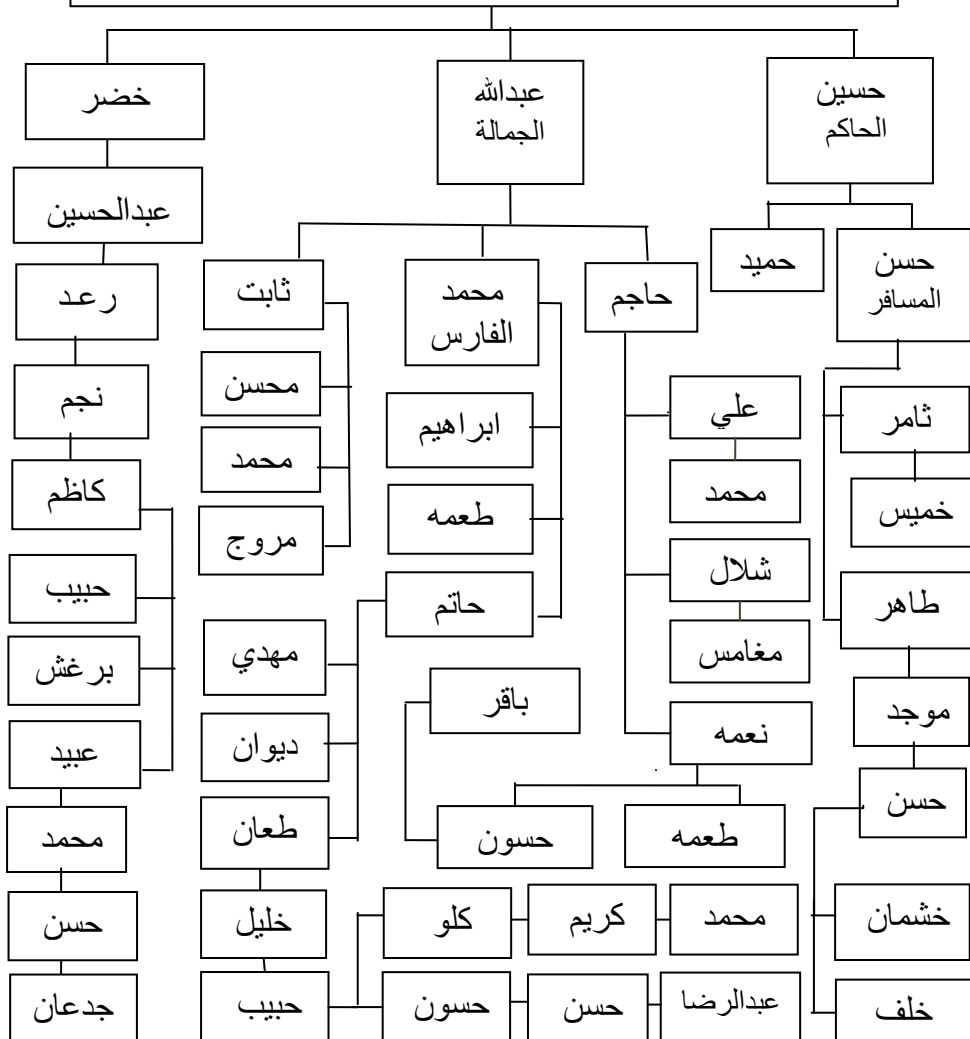 حسين
الحاكم
عبدالله
الجمالة
خضر
عبدالحسين
حسن
المسافر
حميد
حاجم
محمد
الفارس
ثابت
رعد
نجم
علي
ثامر
ابراهيم
محسن
محمد
محمد
خميس
كاظم
طعمه
مروج
شلال
حبيب
حاتم
طاهر
مغامس
مهدي
برغش
باقر
موجد
نعمه
ديوان
عبيد
حسن
طعمه
حسون
طعان
محمد
خشمان
محمد
كريم
كلو
خليل
حسن
خلف
عبدالرضا
حسن
حسون
حبيب
جدعان